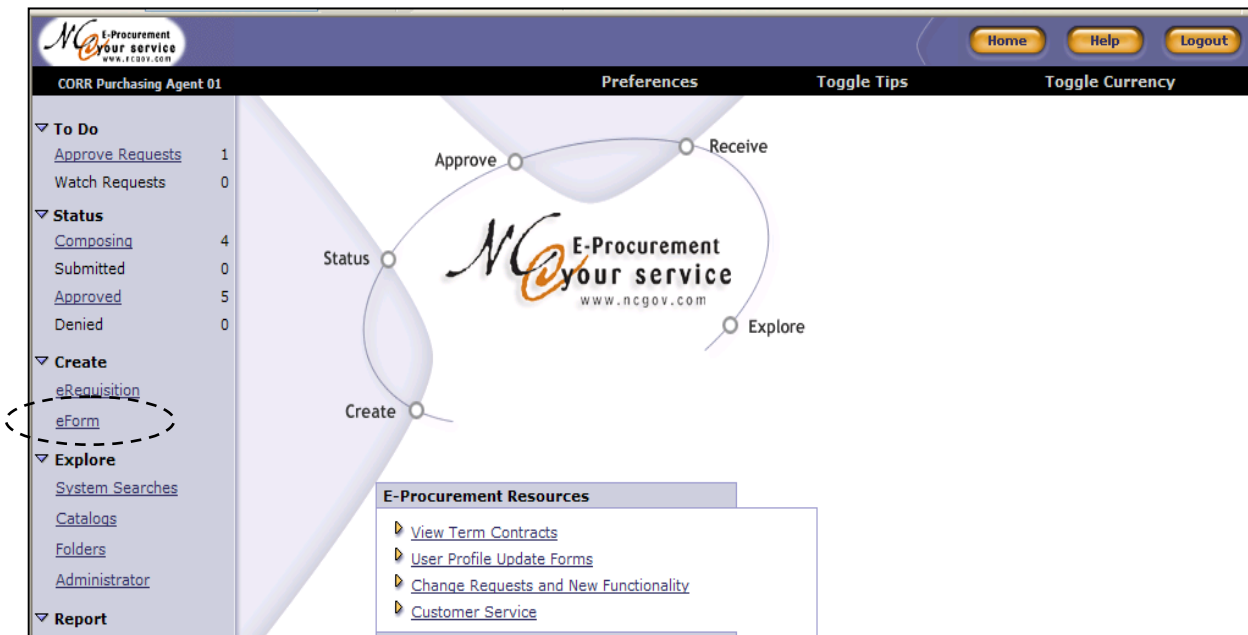 NC E-Procurement
@your service
www.ncgov.com
Home Help Logout
CORR Purchasing Agent 01 Preferences Toggle Tips Toggle Currency
To Do
Approve Requests 1
Watch Requests 0
Status
Composing 4
Submitted 0
Approved 5
Denied 0
Create
eRequisition
eForm
Explore
System Searches
Catalogs
Folders
Administrator
Report
Approve
Receive
Status
NC E-Procurement
@your service
www.ncgov.com
Explore
Create
E-Procurement Resources
View Term Contracts
User Profile Update Forms
Change Requests and New Functionality
Customer Service